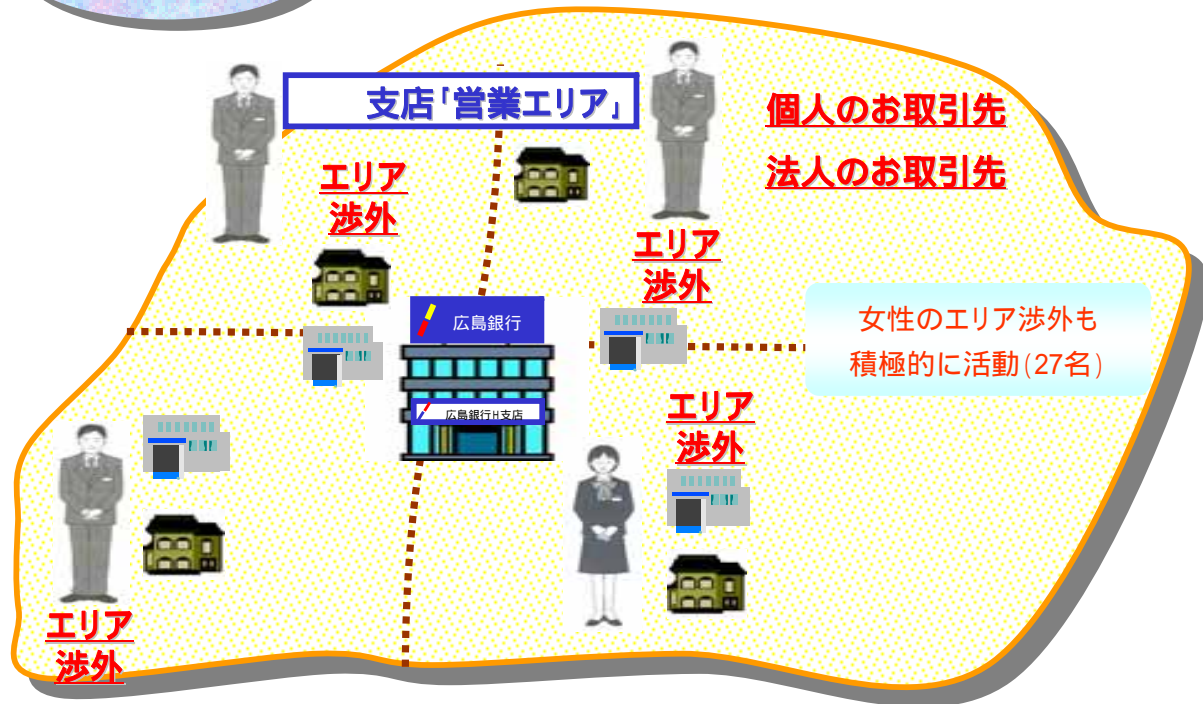 支店「営業エリア」
個人のお取引先
法人のお取引先
エリア
渉外
エリア
渉外
広島銀行
女性のエリア渉外も
積極的に活動(27名)
広島銀行H支店
エリア
渉外
エリア
渉外